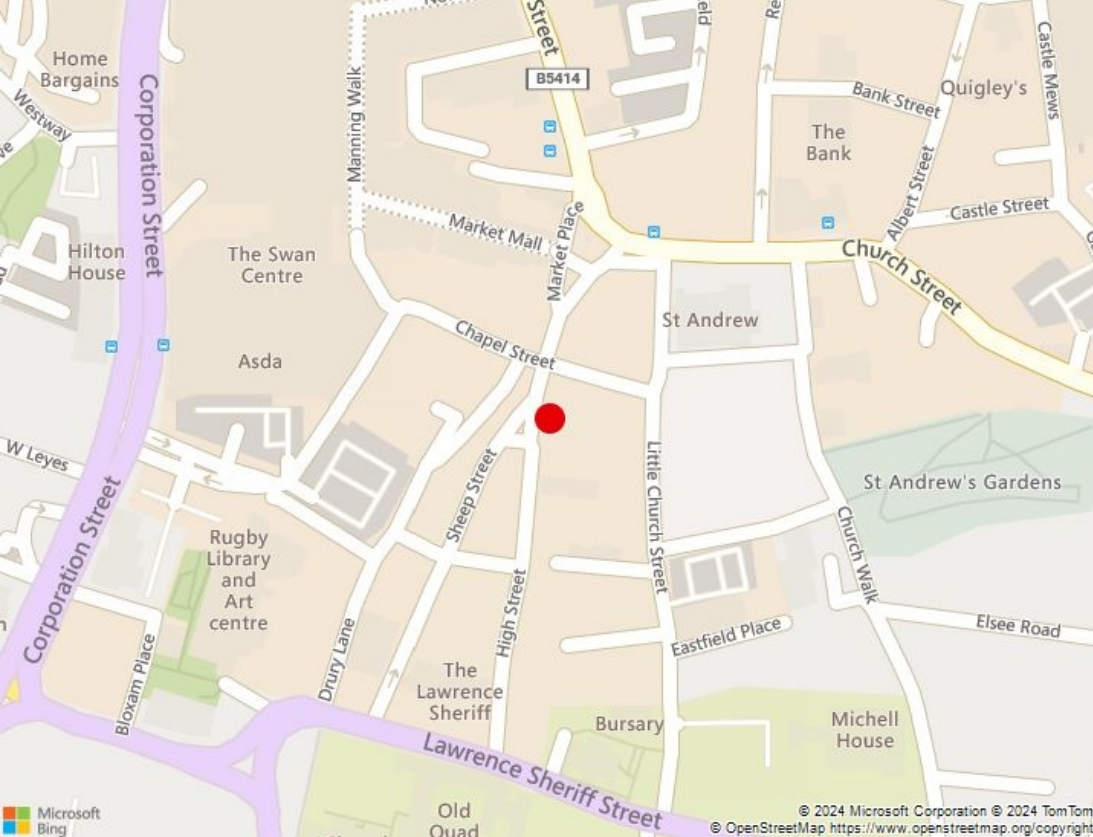 Street
B5414
Home
Bargains
Westway
Corporation Street
Manning Walk
Castle Mews
Quigley's
Bank Street
The
Bank
Albert Street
Castle Street
Market Mall
Market Place
Church Street
Hilton
House
The Swan
Centre
St Andrew
Chapel Street
Asda
W Leyes
Sheep Street
Little Church Street
St Andrew's Gardens
Corporation Street
Rugby
Library
and
Art
centre
Church Walk
High Street
Elsee Road
Eastfield Place
Drury Lane
Bloxam Place
The
Lawrence
Sheriff
Bursary
Michell
House
Lawrence Sheriff Street
Old
Quad
Microsoft
Bing
© 2024 Microsoft Corporation © 2024 TomTom
© OpenStreetMap https://www.openstreetmap.org/copyright